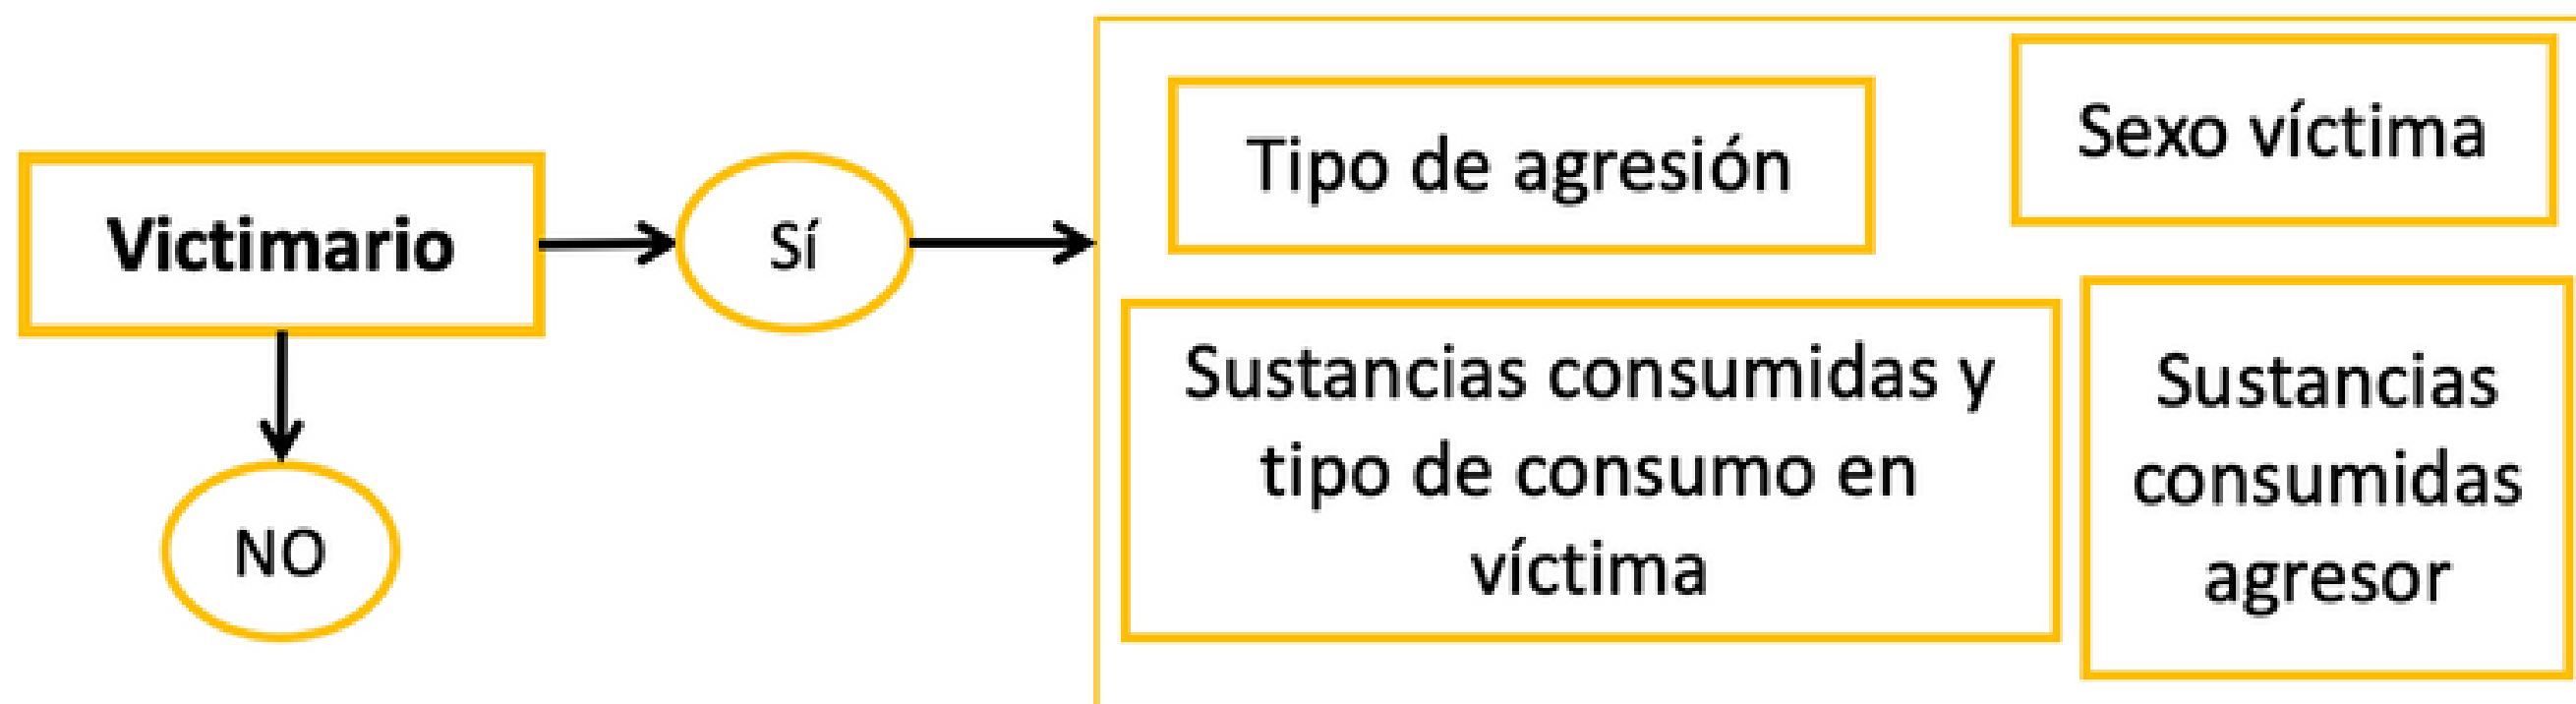 Victimario
Sí
NO
Tipo de agresión
Sexo víctima
Sustancias consumidas y
tipo de consumo en
víctima
Sustancias
consumidas
agresor